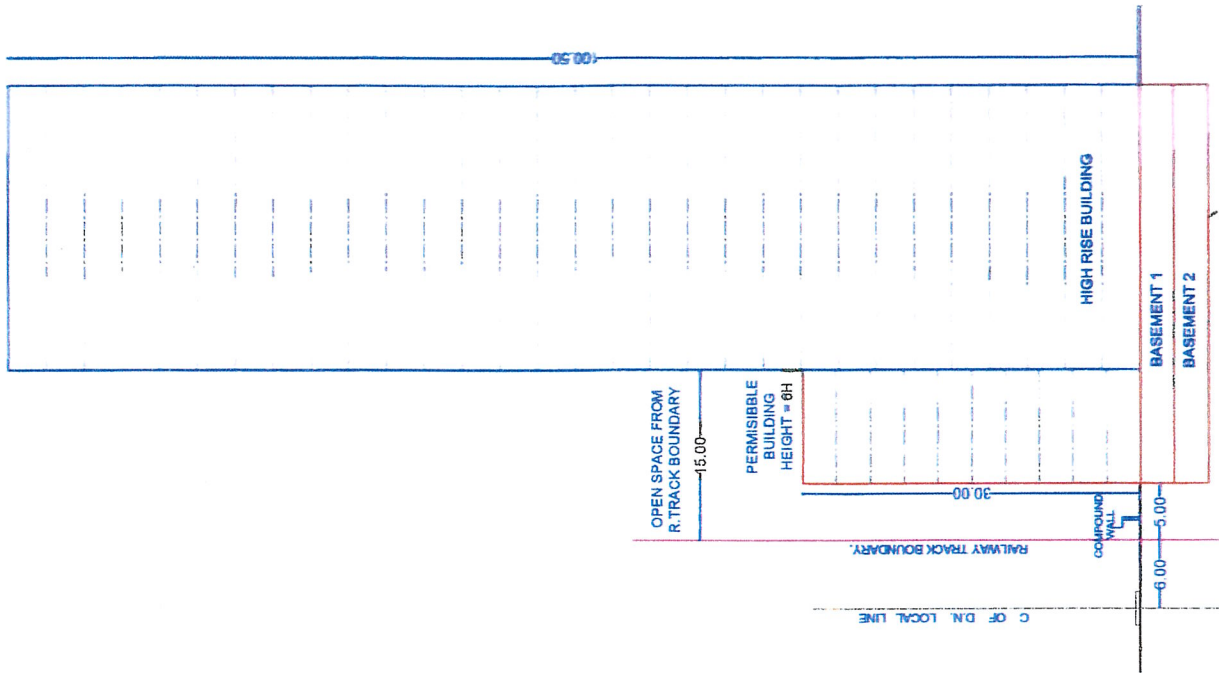 100.50
HIGH RISE BUILDING
BASEMENT 1
BASEMENT 2
OPEN SPACE FROM
R.TRACK BOUNDARY
15.00
PERMISIBBLE
BUILDING
HEIGHT = 6H
30.00
COMPOUND
WALL
5.00
RAILWAY TRACK BOUNDARY.
6.00
C OF D.N. LOCAL LINE